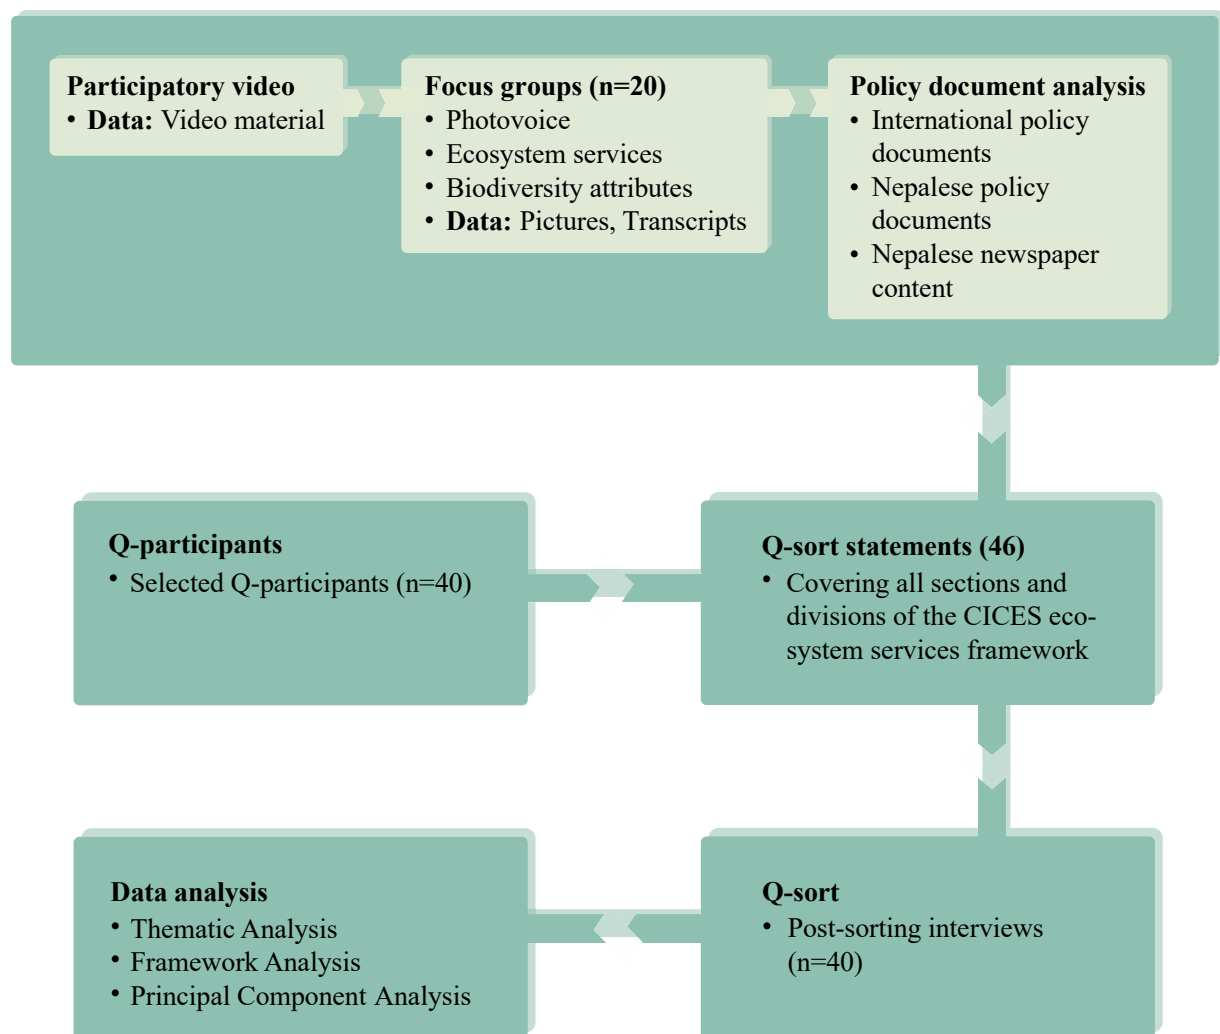 Participatory video
• Data: Video material
Focus groups (n=20)
• Photovoice
• Ecosystem services
• Biodiversity attributes
• Data: Pictures, Transcripts
Policy document analysis
• International policy
documents
• Nepalese policy
documents
• Nepalese newspaper
content
Q-participants
• Selected Q-participants (n=40)
Q-sort statements (46)
• Covering all sections and
divisions of the CICES eco-
system services framework
Data analysis
• Thematic Analysis
• Framework Analysis
• Principal Component Analysis
Q-sort
• Post-sorting interviews
(n=40)